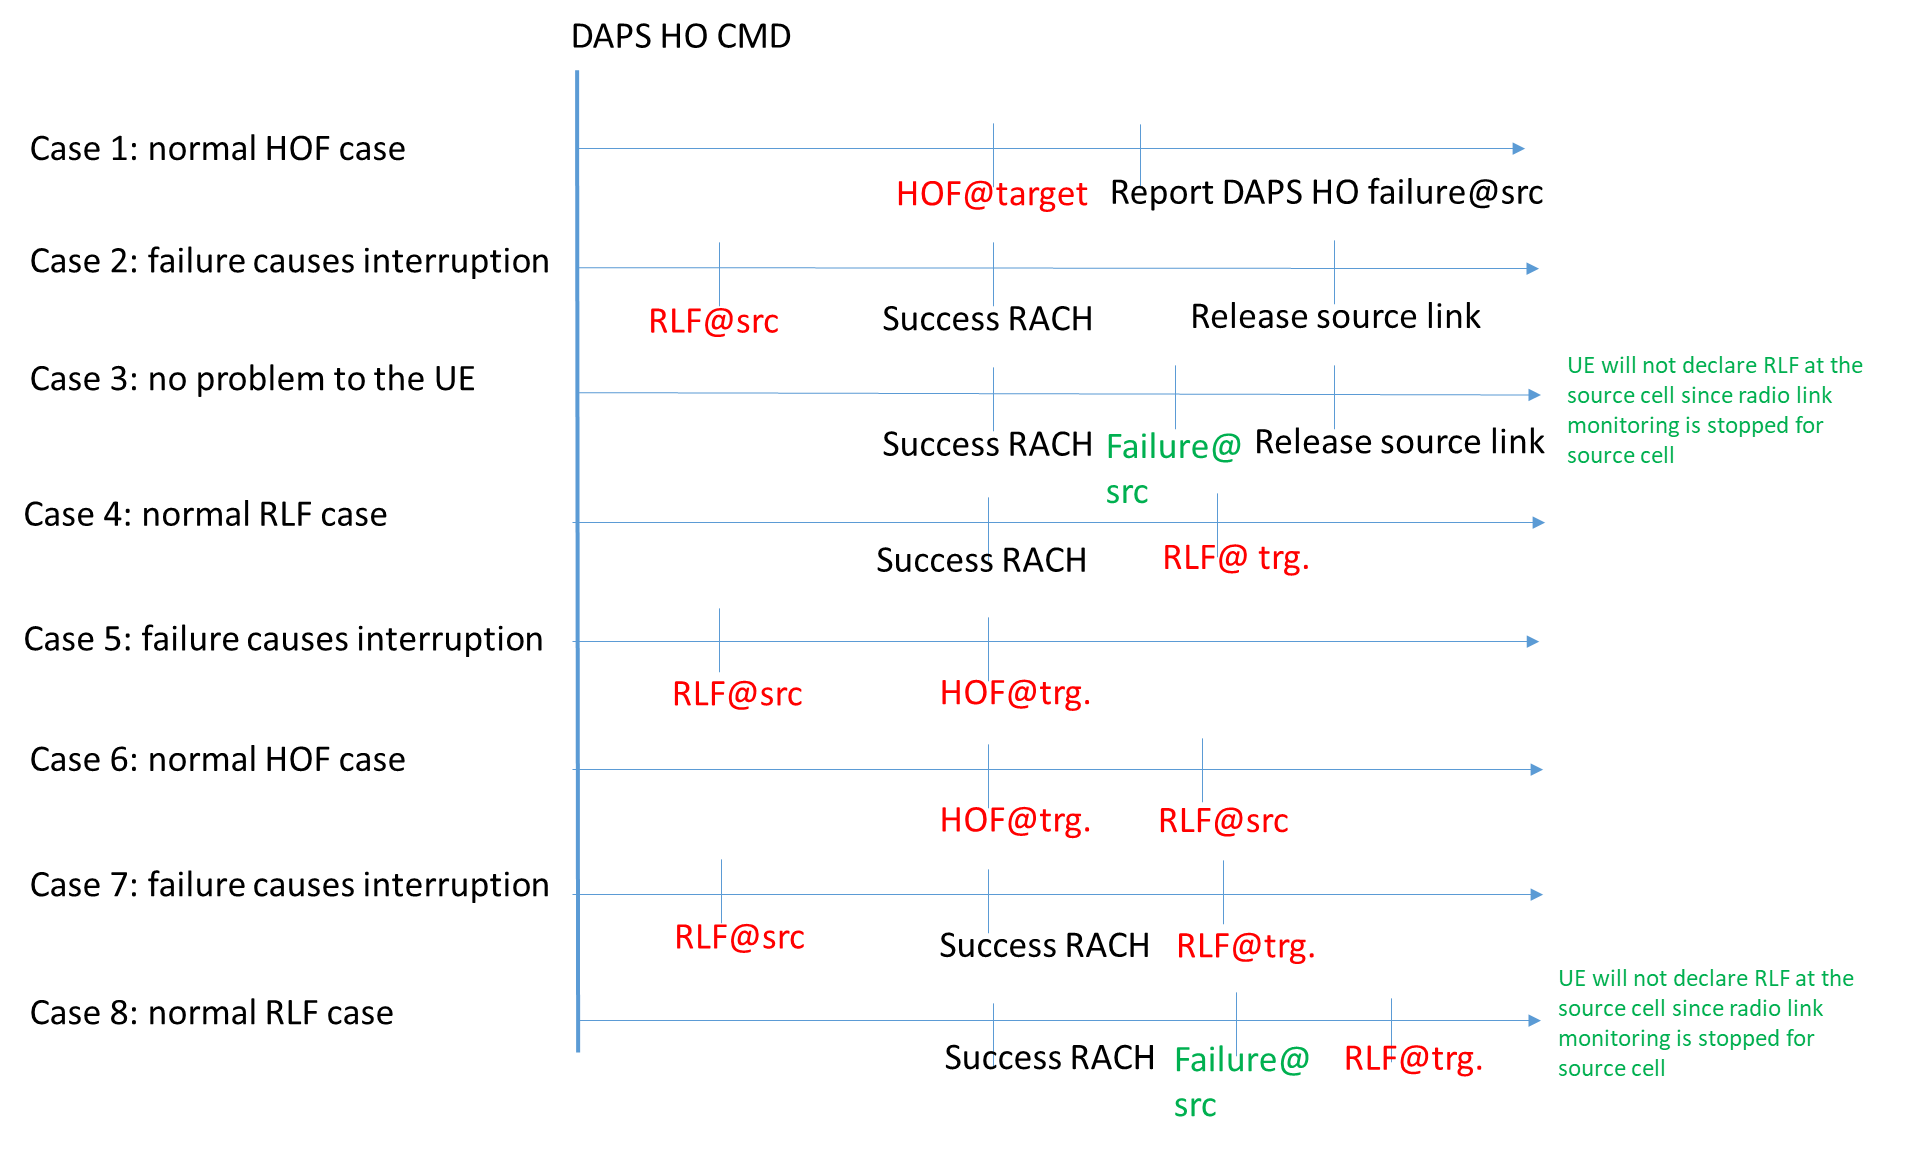 DAPS HO CMD
Case 1: normal HOF case
HOF@target
Report DAPS HO failure@src
Case 2: failure causes interruption
RLF@src
Success RACH
Release source link
Case 3: no problem to the UE
Success RACH
Failure@
src
Release source link
UE will not declare RLF at the
source cell since radio link
monitoring is stopped for
source cell
Case 4: normal RLF case
Success RACH
RLF@ trg.
Case 5: failure causes interruption
RLF@src
HOF@trg.
Case 6: normal HOF case
HOF@trg.
RLF@src
Case 7: failure causes interruption
RLF@src
Success RACH
RLF@trg.
Case 8: normal RLF case
Success RACH
Failure@
src
RLF@trg.
UE will not declare RLF at the
source cell since radio link
monitoring is stopped for
source cell